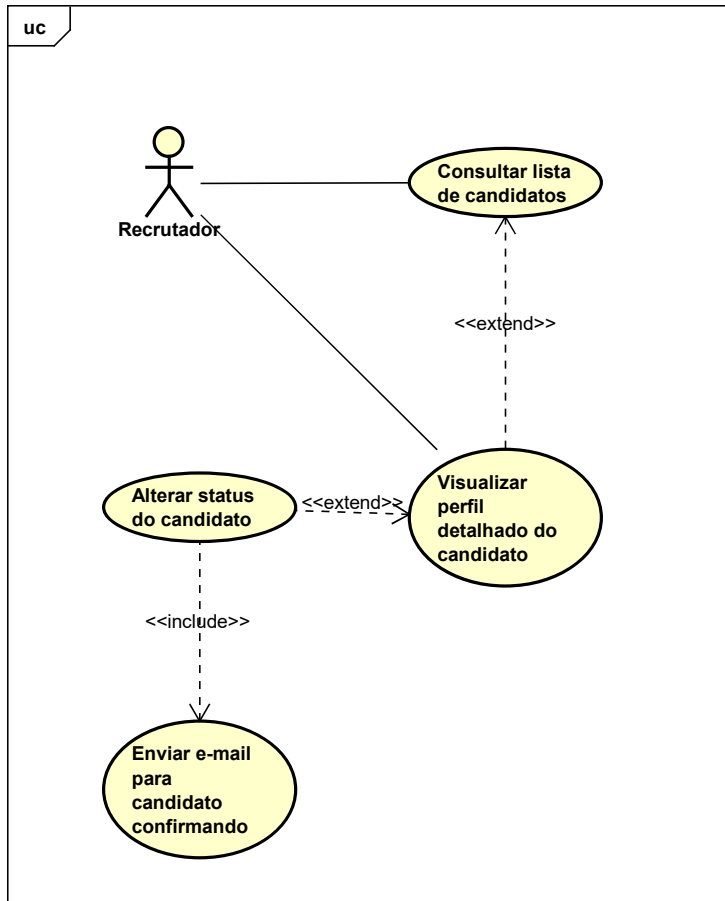 uc
Consultar lista
de candidatos
Recrutador
<<extend>>
Alterar status
do candidato
<<extend>>
Visualizar
perfil
detalhado do
candidato
<<include>>
Enviar e-mail
para
candidato
confirmando